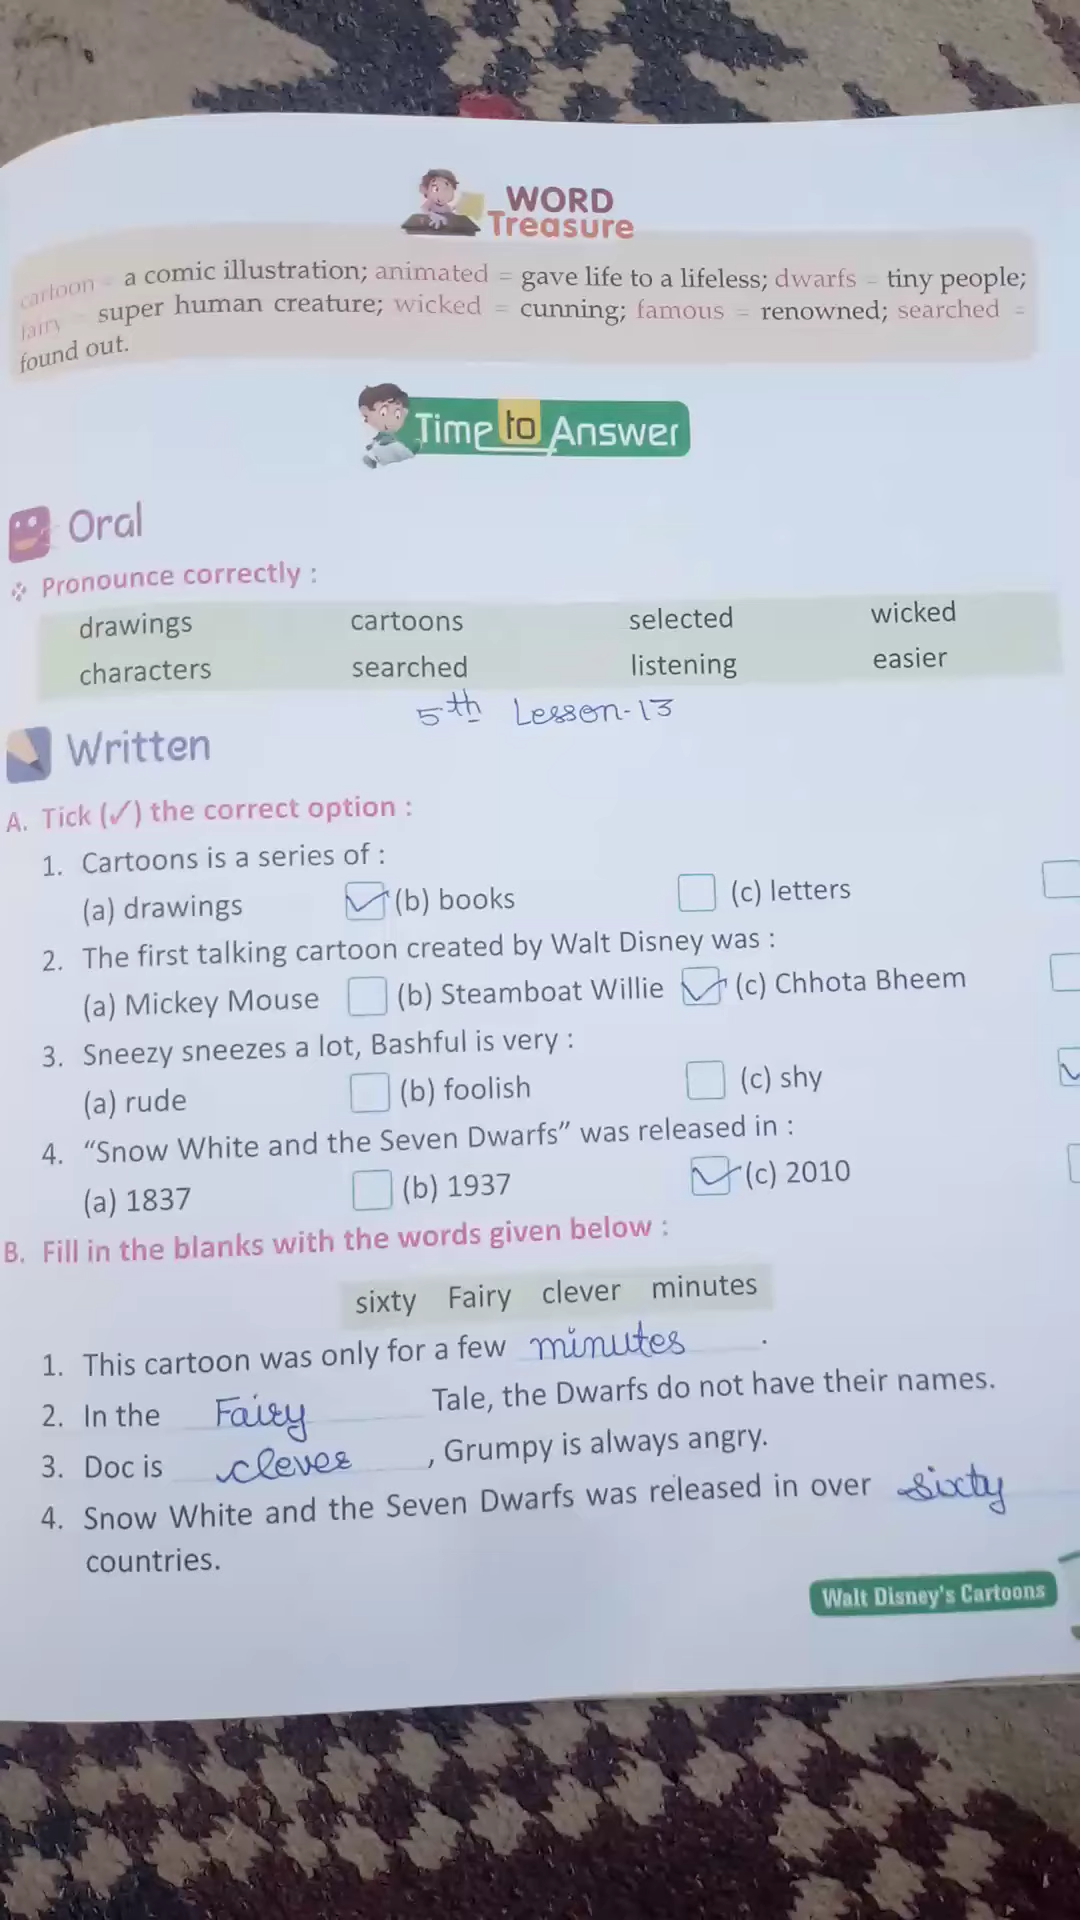 WORD
Treasure
cartoon = a comic illustration; animated = gave life to a lifeless; dwarfs = tiny people;
fairy = super human creature; wicked = cunning; famous = renowned; searched =
found out.
Time to Answer
Oral
Pronounce correctly :
drawings cartoons selected wicked
characters searched listening easier
5th Lesson-13
Written
A. Tick (✓) the correct option :
1. Cartoons is a series of :
(a) drawings ✓ (b) books (c) letters
2. The first talking cartoon created by Walt Disney was :
(a) Mickey Mouse (b) Steamboat Willie ✓ (c) Chhota Bheem
3. Sneezy sneezes a lot, Bashful is very :
(a) rude (b) foolish (c) shy ✓
4. “Snow White and the Seven Dwarfs” was released in :
(a) 1837 (b) 1937 ✓ (c) 2010
B. Fill in the blanks with the words given below :
sixty Fairy clever minutes
1. This cartoon was only for a few minutes .
2. In the Fairy Tale, the Dwarfs do not have their names.
3. Doc is clever , Grumpy is always angry.
4. Snow White and the Seven Dwarfs was released in over sixty
countries.
Walt Disney's Cartoons